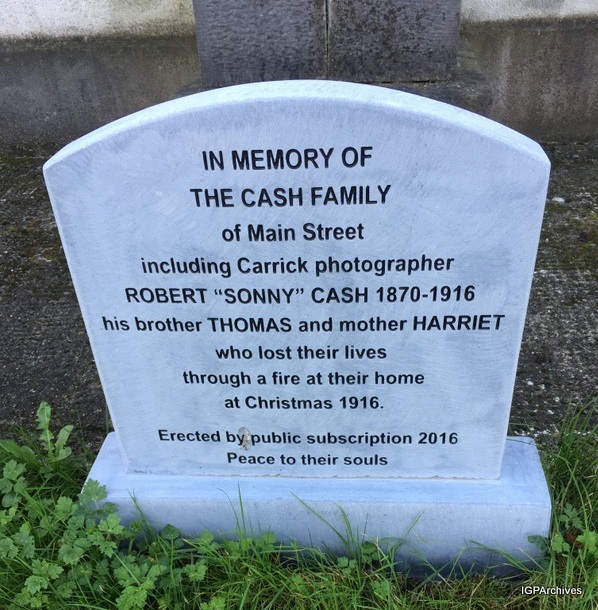 IN MEMORY OF
THE CASH FAMILY
of Main Street
including Carrick photographer
ROBERT "SONNY" CASH 1870-1916
his brother THOMAS and mother HARRIET
who lost their lives
through a fire at their home
at Christmas 1916.
Erected by public subscription 2016
Peace to their souls
IGPArchives